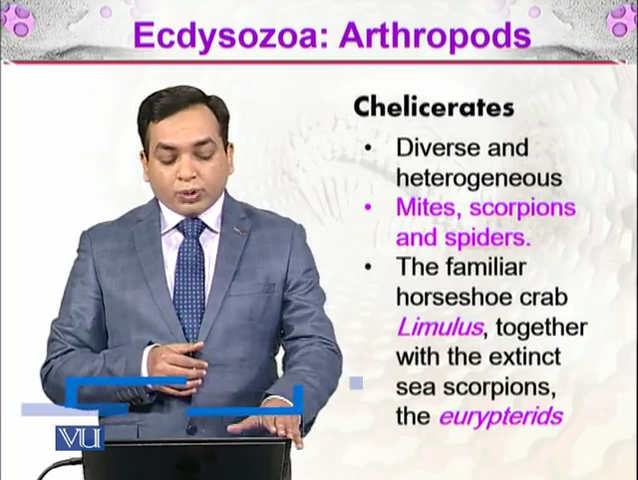 Ecdysozoa: Arthropods
Chelicerates
• Diverse and
heterogeneous
• Mites, scorpions
and spiders.
• The familiar
horseshoe crab
Limulus, together
with the extinct
sea scorpions,
the eurypterids
VU